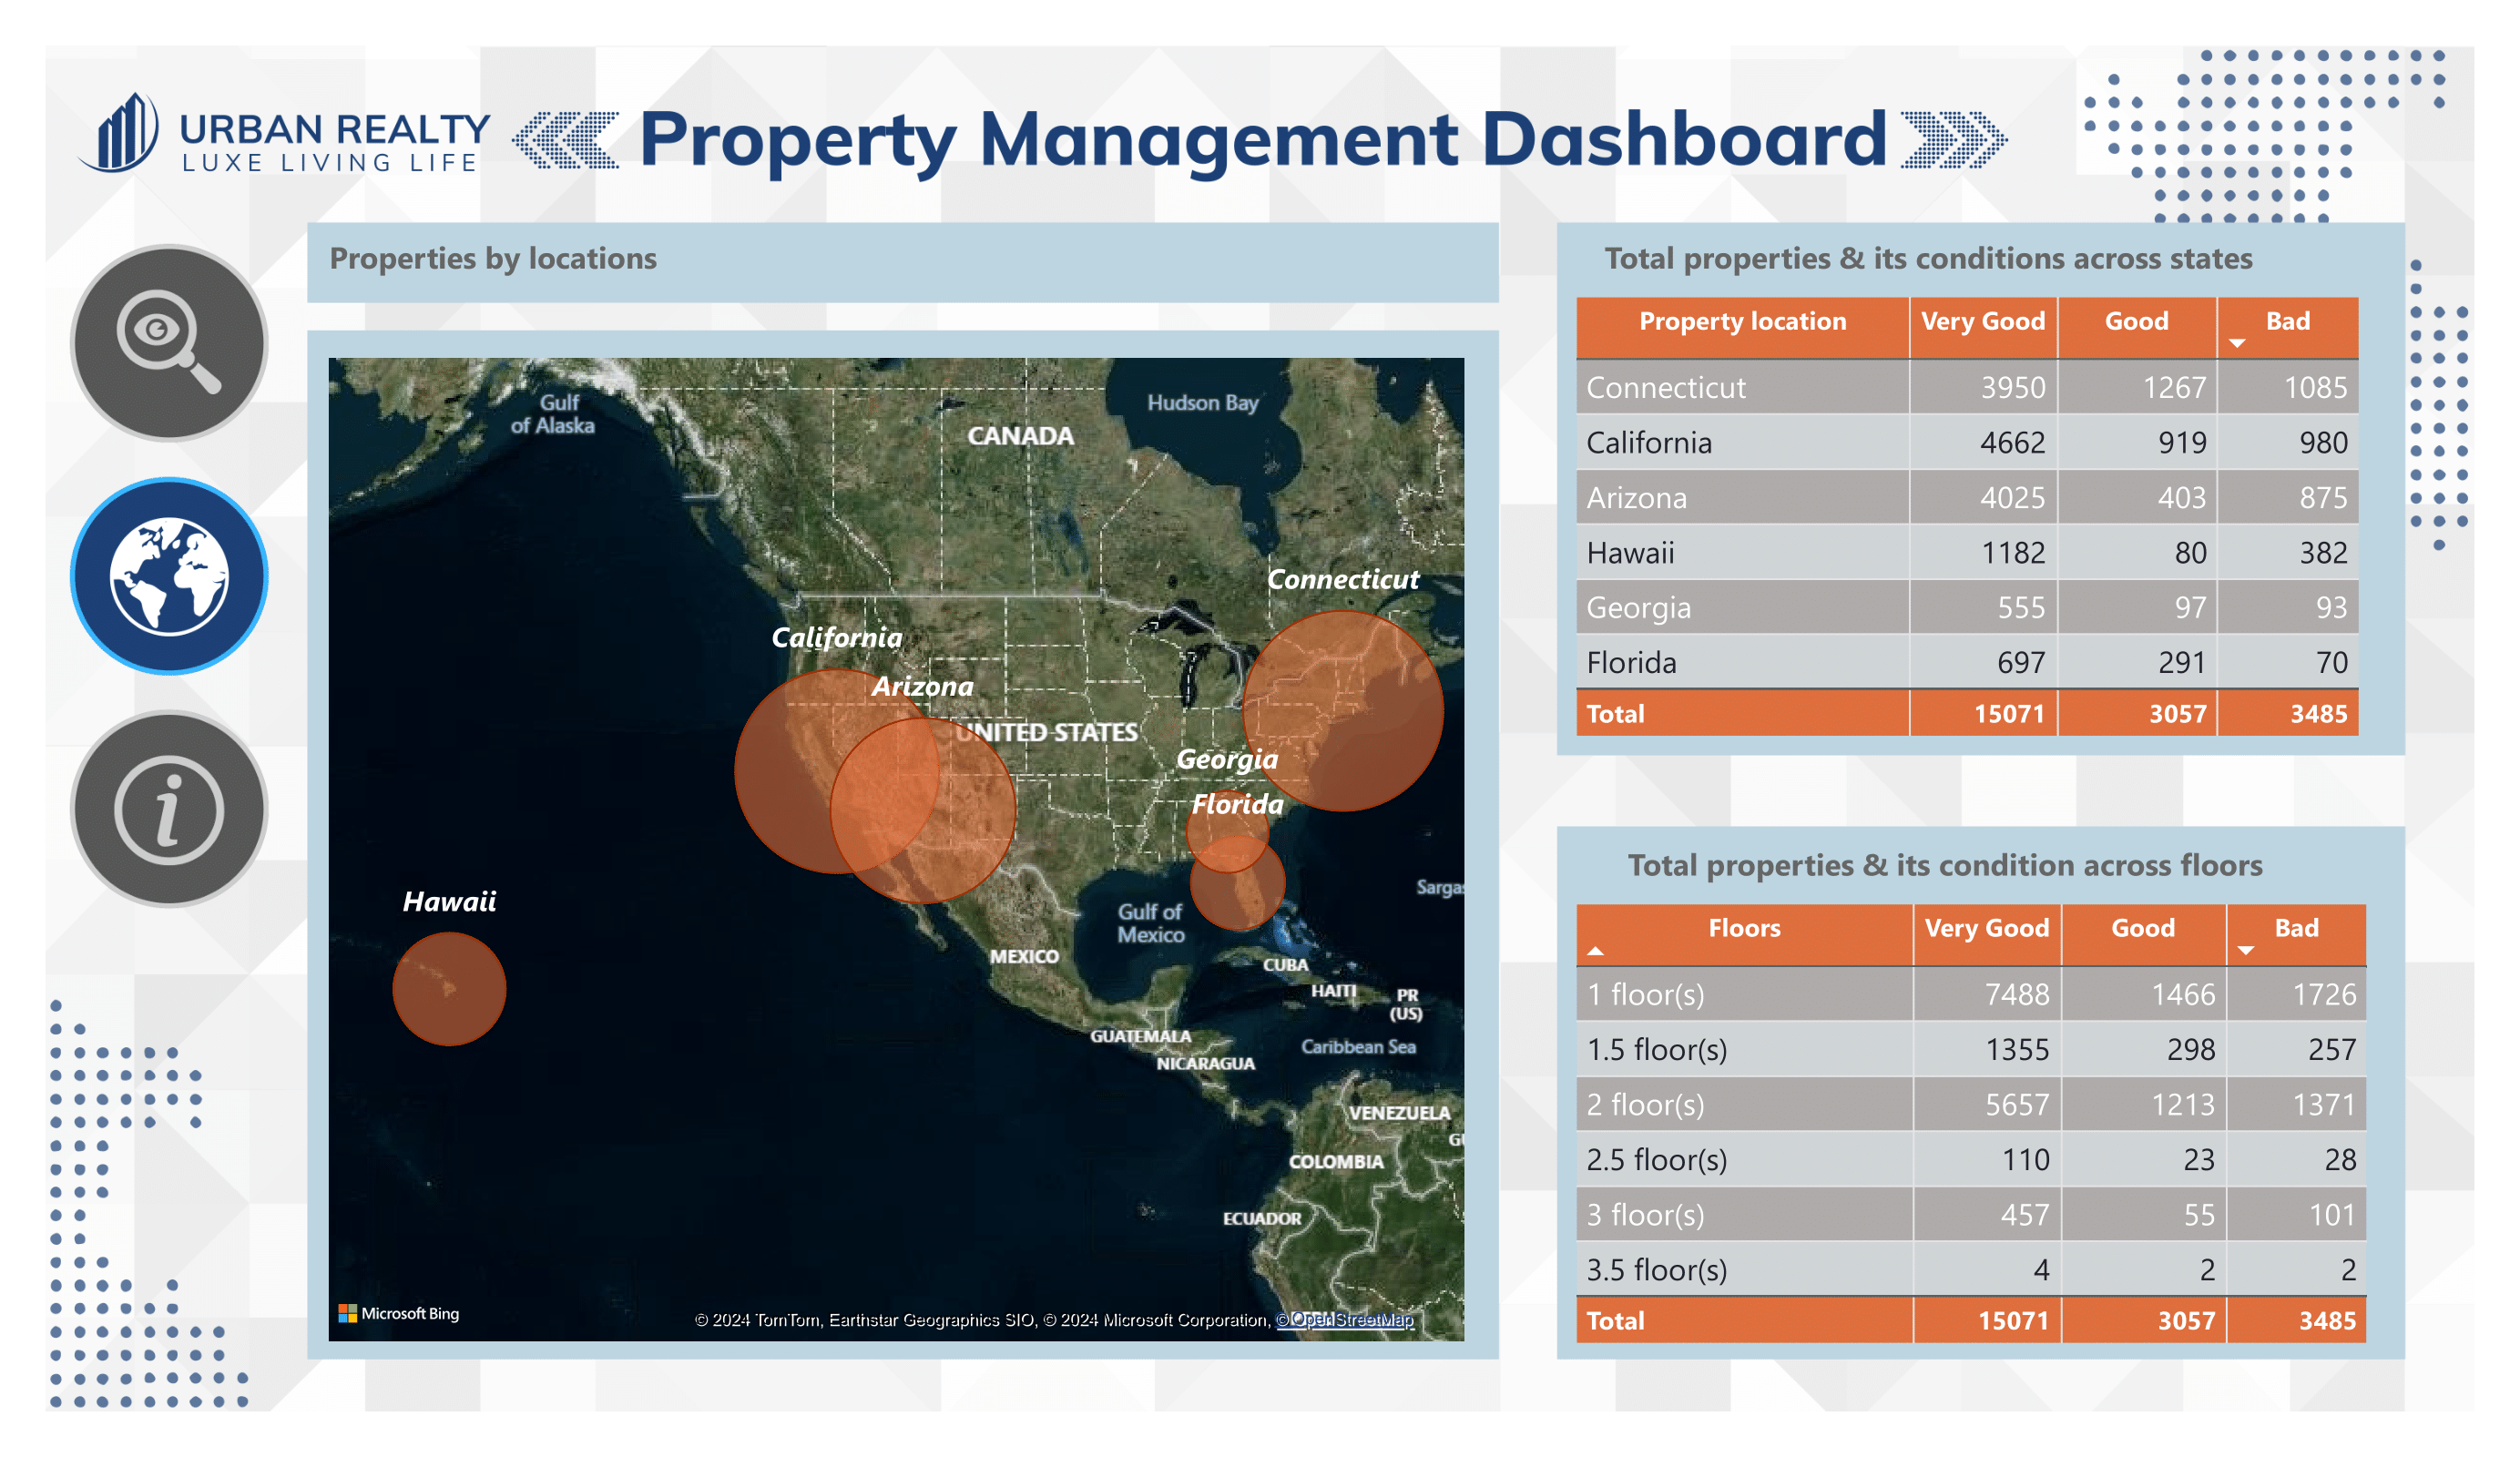 URBAN REALTY
LUXE LIVING LIFE
Property Management Dashboard
Properties by locations
Gulf
of Alaska
Hudson Bay
CANADA
Connecticut
California
Arizona
UNITED STATES
Georgia
Florida
Hawaii
Gulf of
Mexico
Sargas
MEXICO
CUBA
HAITI
PR
(US)
GUATEMALA
Caribbean Sea
NICARAGUA
VENEZUELA
GU
COLOMBIA
ECUADOR
Microsoft Bing
© 2024 TomTom, Earthstar Geographics SIO, © 2024 Microsoft Corporation, © OpenStreetMap
Total properties & its conditions across states
Property location Very Good Good Bad
Connecticut 3950 1267 1085
California 4662 919 980
Arizona 4025 403 875
Hawaii 1182 80 382
Georgia 555 97 93
Florida 697 291 70
Total 15071 3057 3485
Total properties & its condition across floors
Floors Very Good Good Bad
1 floor(s) 7488 1466 1726
1.5 floor(s) 1355 298 257
2 floor(s) 5657 1213 1371
2.5 floor(s) 110 23 28
3 floor(s) 457 55 101
3.5 floor(s) 4 2 2
Total 15071 3057 3485